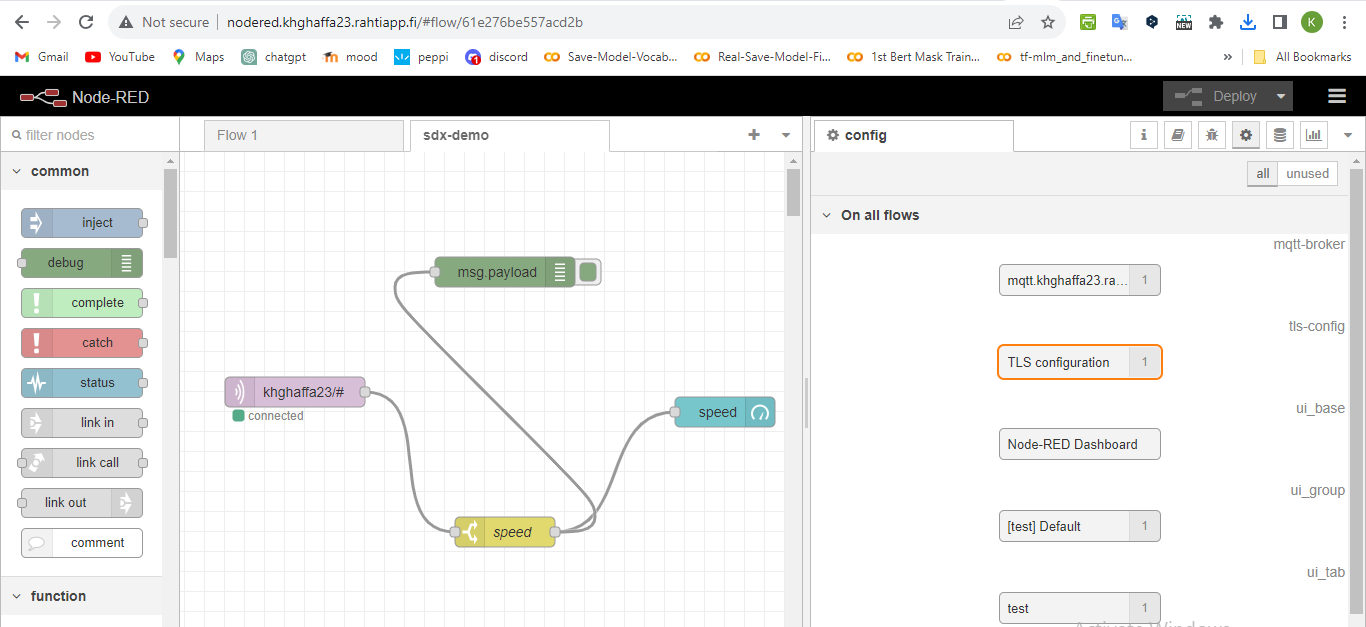 Not secure nodered.khghaffa23.rahtiapp.fi/#flow/61e276be557acd2b K
Gmail YouTube Maps chatgpt mood peppi discord Save-Model-Vocab... Real-Save-Model-Fi... 1st Bert Mask Train... tf-mlm_and_finetun... » All Bookmarks
Node-RED Deploy
filter nodes Flow 1 sdx-demo config
all unused
common
On all flows
inject
debug
complete
catch
status
link in
link call
link out
comment
function
msg.payload
khghaffa23/#
connected
speed
speed
mqtt-broker
mqtt.khghaffa23.ra... 1
tls-config
TLS configuration 1
ui_base
Node-RED Dashboard
ui_group
[test] Default 1
ui_tab
test 1
Activate Windows